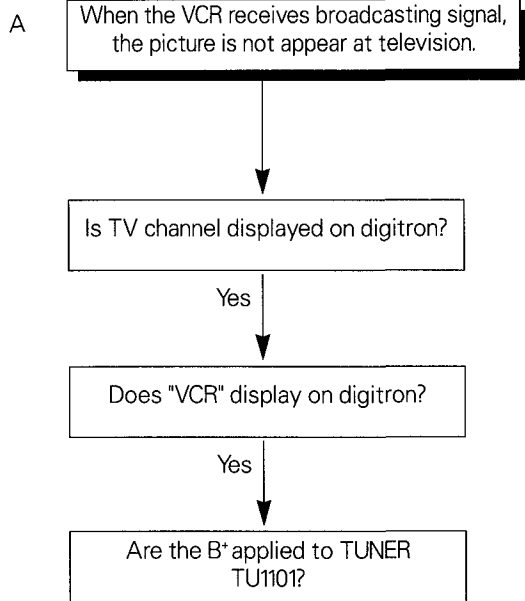 A
When the VCR receives broadcasting signal,
the picture is not appear at television.
Is TV channel displayed on digitron?
Yes
Does "VCR" display on digitron?
Yes
Are the B⁺ applied to TUNER
TU1101?